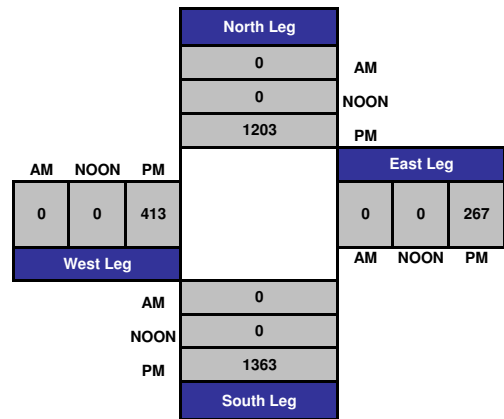 North Leg
0 AM
0 NOON
1203 PM
AM NOON PM
East Leg
0 0 413
0 0 267
West Leg
AM NOON PM
AM 0
NOON 0
PM 1363
South Leg